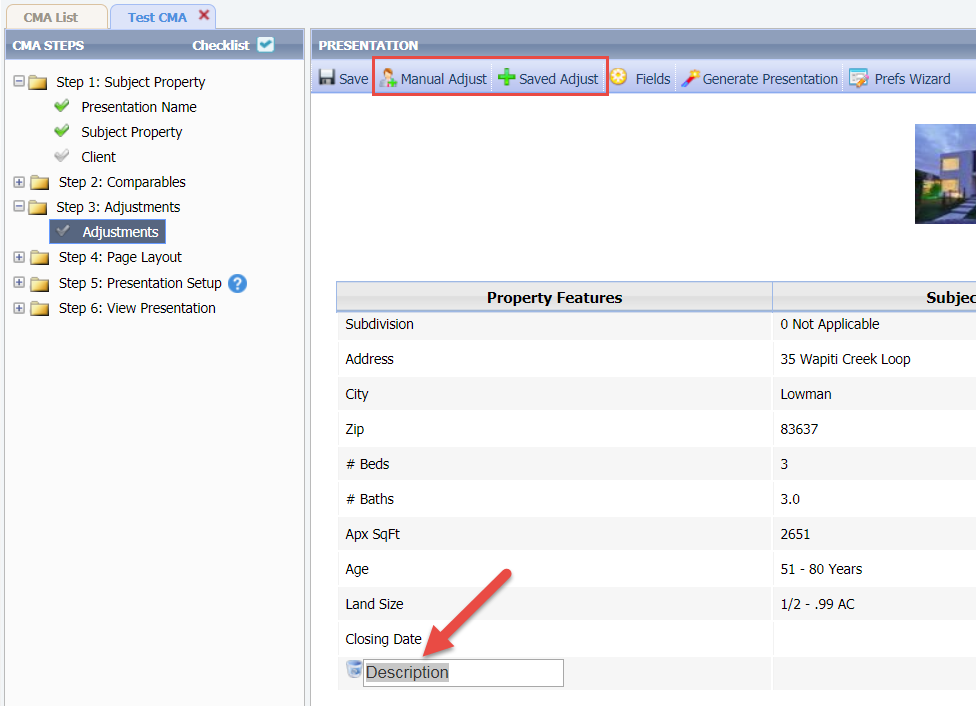 CMA List
Test CMA
CMA STEPS
Checklist
Step 1: Subject Property
Presentation Name
Subject Property
Client
Step 2: Comparables
Step 3: Adjustments
Adjustments
Step 4: Page Layout
Step 5: Presentation Setup ?
Step 6: View Presentation
PRESENTATION
Save Manual Adjust Saved Adjust Fields Generate Presentation Prefs Wizard
Property Features Subjec
Subdivision 0 Not Applicable
Address 35 Wapiti Creek Loop
City Lowman
Zip 83637
# Beds 3
# Baths 3.0
Apx SqFt 2651
Age 51 - 80 Years
Land Size 1/2 - .99 AC
Closing Date
Description